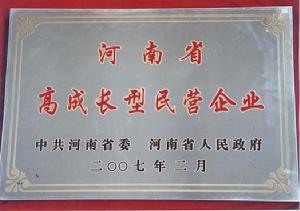 河南省
高成长型民营企业
中共河南省委 河南省人民政府
二〇〇七年二月